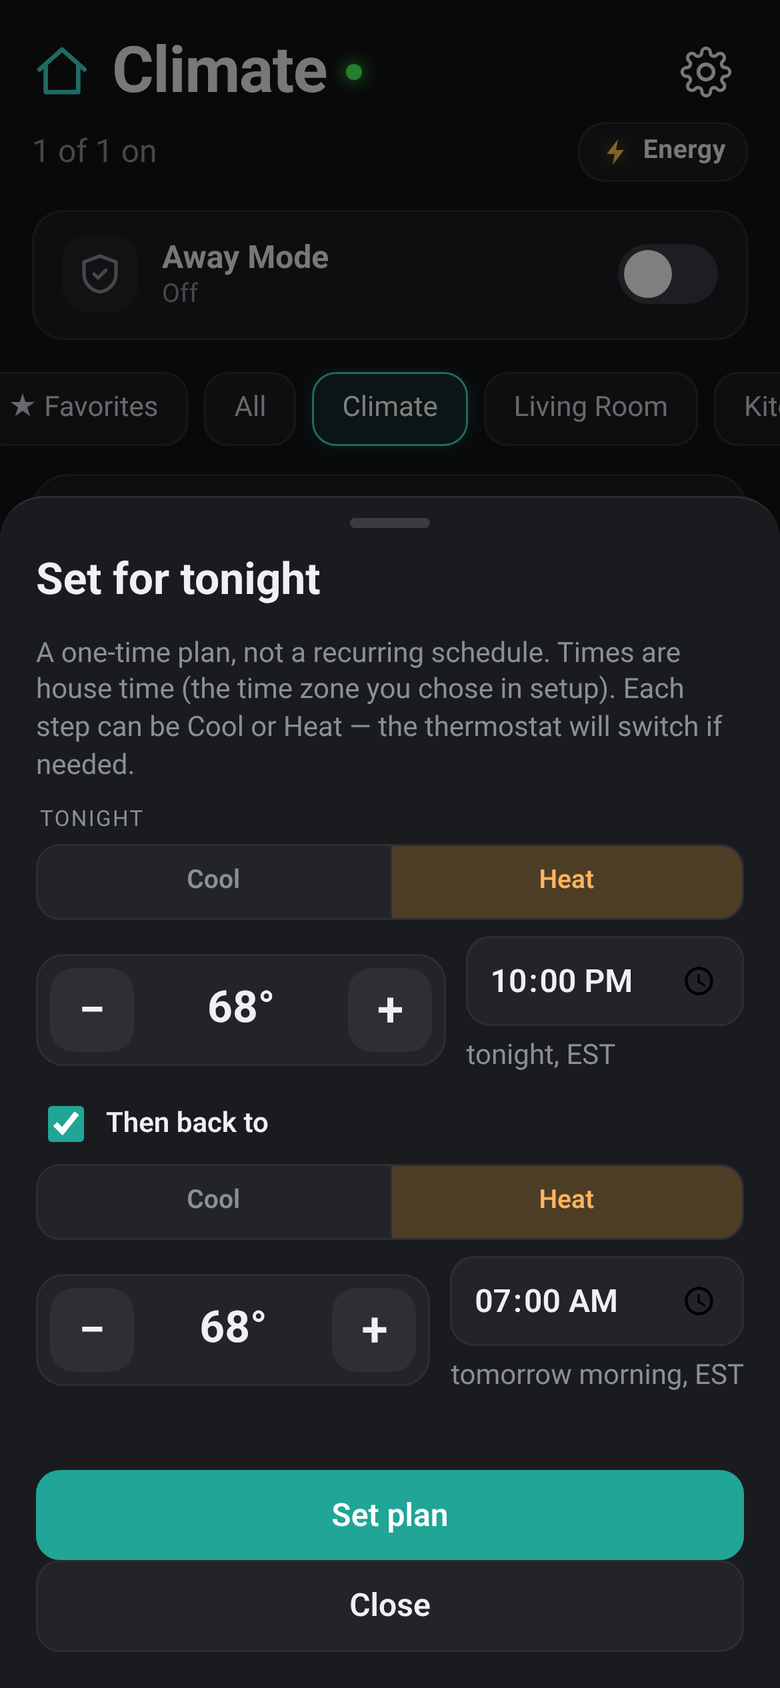 Climate
1 of 1 on
Energy
Away Mode
Off
★ Favorites
All
Climate
Living Room
Kit
Set for tonight
A one-time plan, not a recurring schedule. Times are
house time (the time zone you chose in setup). Each
step can be Cool or Heat — the thermostat will switch if
needed.
TONIGHT
Cool
Heat
− 68° +
10:00 PM
tonight, EST
Then back to
Cool
Heat
− 68° +
07:00 AM
tomorrow morning, EST
Set plan
Close